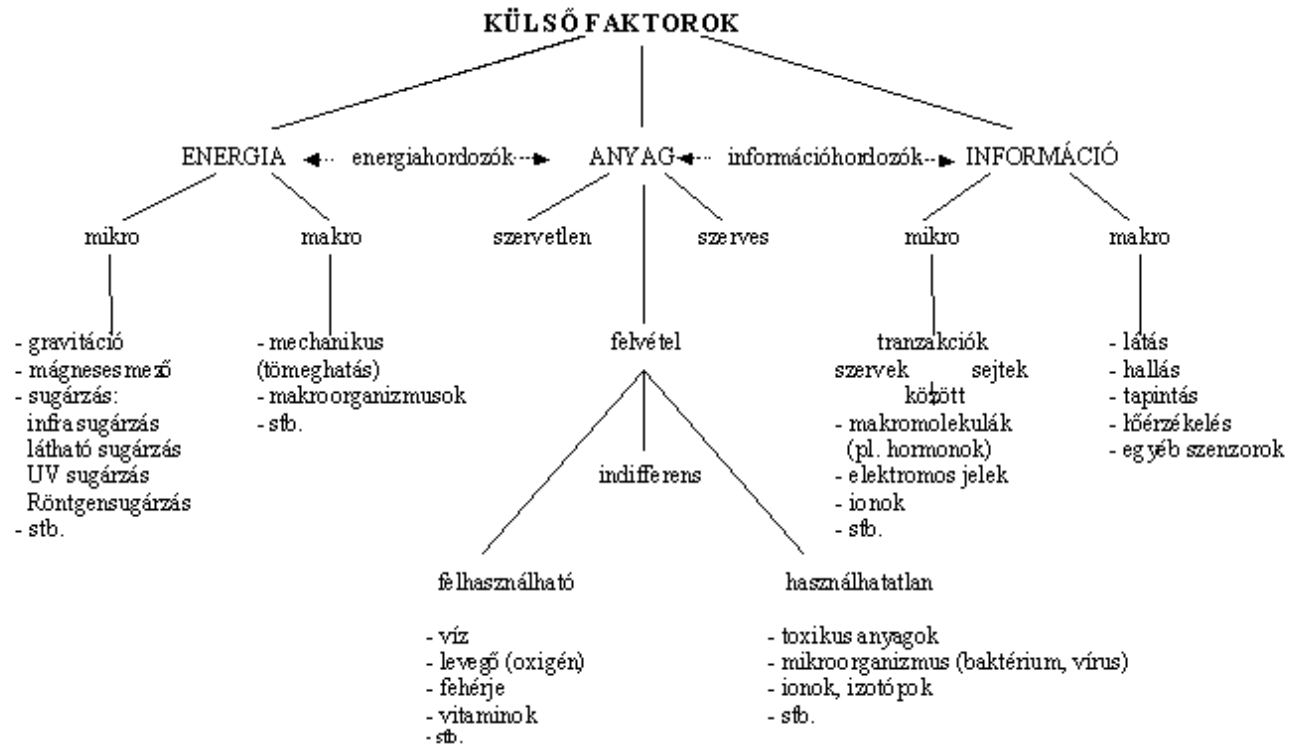 KÜLSŐ FAKTOROK
ENERGIA energiahordozók ANYAG információhordozók INFORMÁCIÓ
mikro makro szervetlen szerves mikro makro
- gravitáció
- mágneses mező
- sugárzás:
infra sugárzás
látható sugárzás
UV sugárzás
Röntgensugárzás
- stb.
- mechanikus
(tömeghatás)
- makroorganizmusok
- stb.
felvétel
indifferens
felhasználható
- víz
- levegő (oxigén)
- fehérje
- vitaminok
- stb.
használhatatlan
- toxikus anyagok
- mikroorganizmus (baktérium, vírus)
- ionok, izotópok
- stb.
tranzakciók
szervek sejtek
között
- makromolekulák
(pl. hormonok)
- elektromos jelek
- ionok
- stb.
- látás
- hallás
- tapintás
- hőérzékelés
- egyéb szenzorok